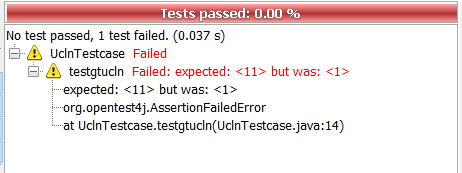 Tests passed: 0.00 %
No test passed, 1 test failed. (0.037 s)
UclnTestcase Failed
testgtucln Failed: expected: <11> but was: <1>
expected: <11> but was: <1>
org.opentest4j.AssertionFailedError
at UclnTestcase.testgtucln(UclnTestcase.java:14)